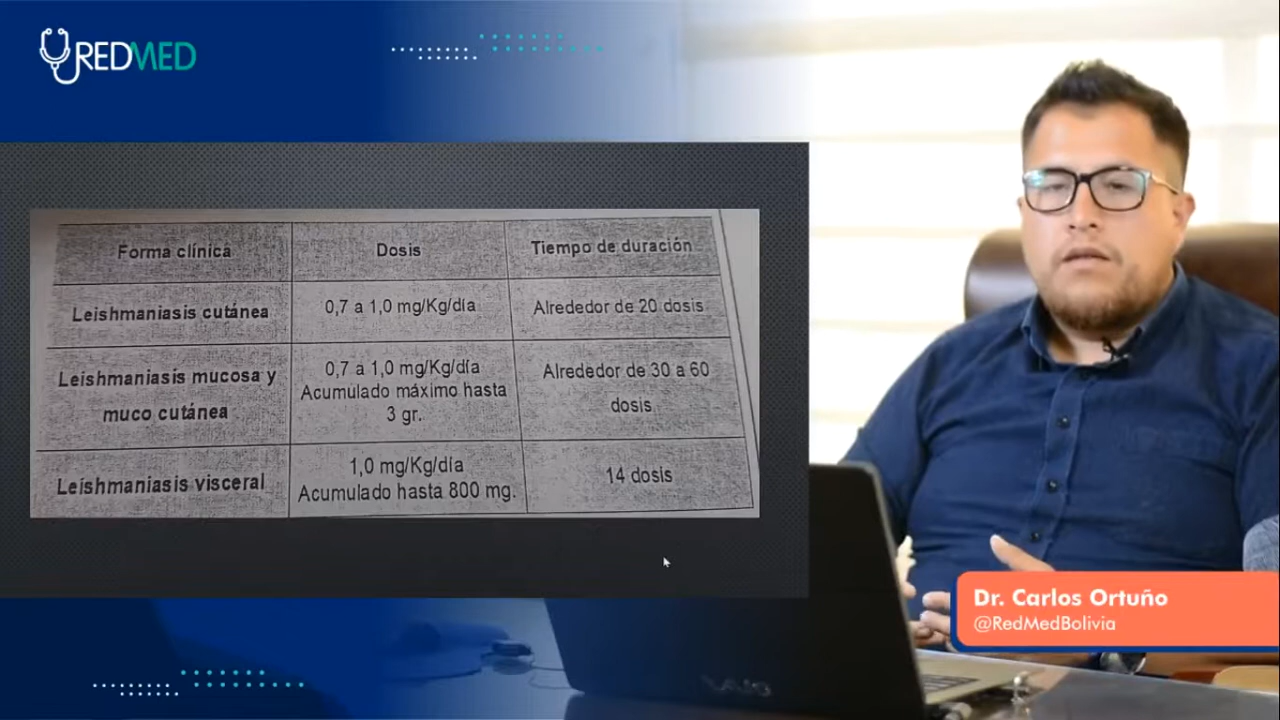 REDMED
Forma clínica
Dosis
Tiempo de duración
Leishmaniasis cutánea
0,7 a 1,0 mg/Kg/día
Alrededor de 20 dosis
Leishmaniasis mucosa y
muco cutánea
0,7 a 1,0 mg/Kg/día
Acumulado máximo hasta
3 gr.
Alrededor de 30 a 60
dosis
Leishmaniasis visceral
1,0 mg/Kg/día
Acumulado hasta 800 mg.
14 dosis
Dr. Carlos Ortuño
@RedMedBolivia
VAIO